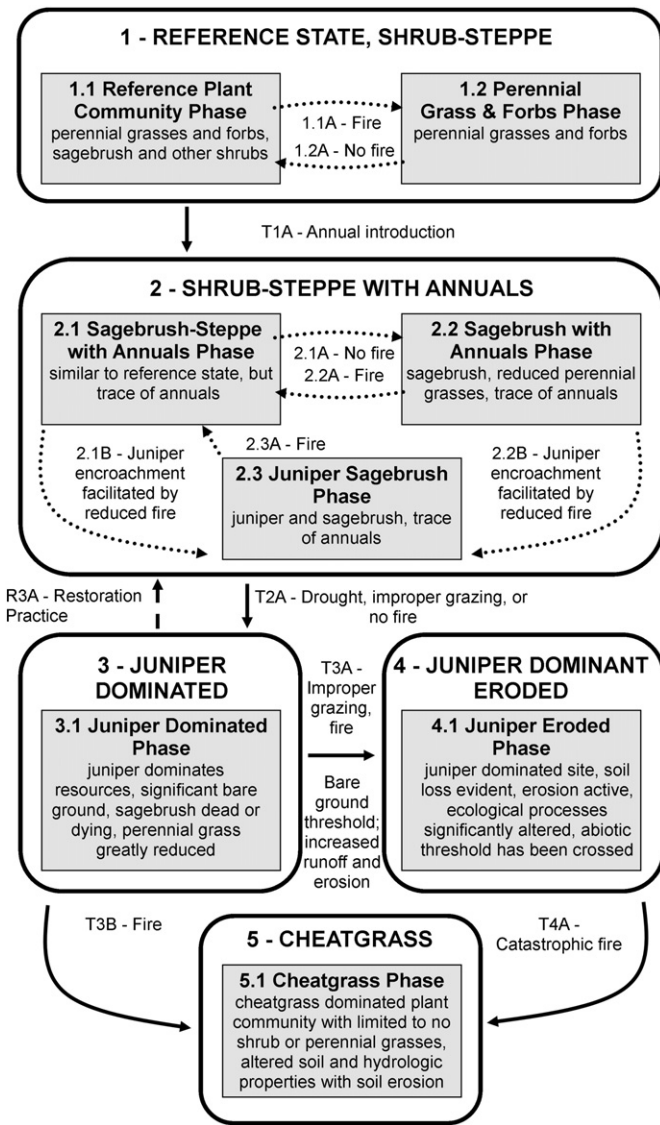 1 - REFERENCE STATE, SHRUB-STEPPE
1.1 Reference Plant
Community Phase
perennial grasses and forbs,
sagebrush and other shrubs
1.1A - Fire
1.2A - No fire
1.2 Perennial
Grass & Forbs Phase
perennial grasses and forbs
T1A - Annual introduction
2 - SHRUB-STEPPE WITH ANNUALS
2.1 Sagebrush-Steppe
with Annuals Phase
similar to reference state, but
trace of annuals
2.1A - No fire
2.2A - Fire
2.2 Sagebrush with
Annuals Phase
sagebrush, reduced perennial
grasses, trace of annuals
2.1B - Juniper
encroachment
facilitated by
reduced fire
2.3A - Fire
2.3 Juniper Sagebrush
Phase
juniper and sagebrush, trace
of annuals
2.2B - Juniper
encroachment
facilitated by
reduced fire
R3A - Restoration
Practice
T2A - Drought, improper grazing, or
no fire
3 - JUNIPER
DOMINATED
3.1 Juniper Dominated
Phase
juniper dominates
resources, significant bare
ground, sagebrush dead or
dying, perennial grass
greatly reduced
T3A -
Improper
grazing,
fire
Bare
ground
threshold;
increased
runoff and
erosion
4 - JUNIPER DOMINANT
ERODED
4.1 Juniper Eroded
Phase
juniper dominated site, soil
loss evident, erosion active,
ecological processes
significantly altered, abiotic
threshold has been crossed
T3B - Fire
T4A -
Catastrophic fire
5 - CHEATGRASS
5.1 Cheatgrass Phase
cheatgrass dominated plant
community with limited to no
shrub or perennial grasses,
altered soil and hydrologic
properties with soil erosion